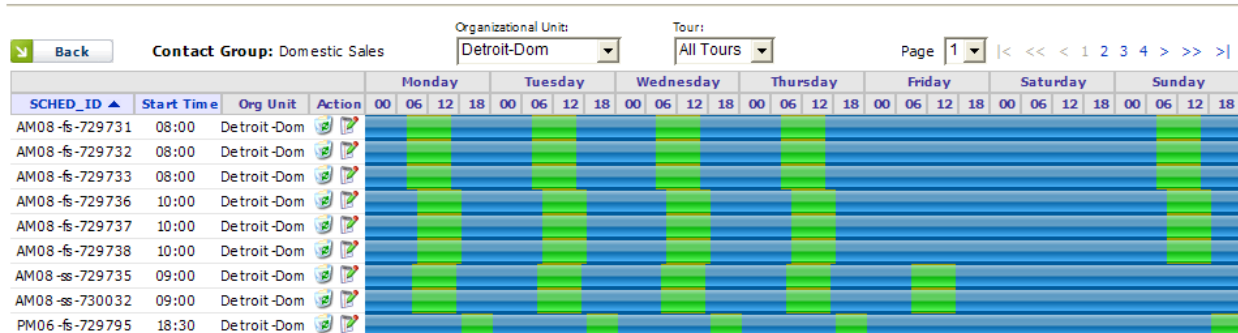 Organizational Unit: Tour:
Back Contact Group: Domestic Sales Detroit-Dom All Tours Page 1 |< << < 1 2 3 4 > >> >|
Monday Tuesday Wednesday Thursday Friday Saturday Sunday
SCHED_ID Start Time Org Unit Action 00 06 12 18 00 06 12 18 00 06 12 18 00 06 12 18 00 06 12 18 00 06 12 18 00 06 12 18
AM08-fs-729731 08:00 Detroit-Dom
AM08-fs-729732 08:00 Detroit-Dom
AM08-fs-729733 08:00 Detroit-Dom
AM08-fs-729736 10:00 Detroit-Dom
AM08-fs-729737 10:00 Detroit-Dom
AM08-fs-729738 10:00 Detroit-Dom
AM08-ss-729735 09:00 Detroit-Dom
AM08-ss-730032 09:00 Detroit-Dom
PM06-fs-729795 18:30 Detroit-Dom